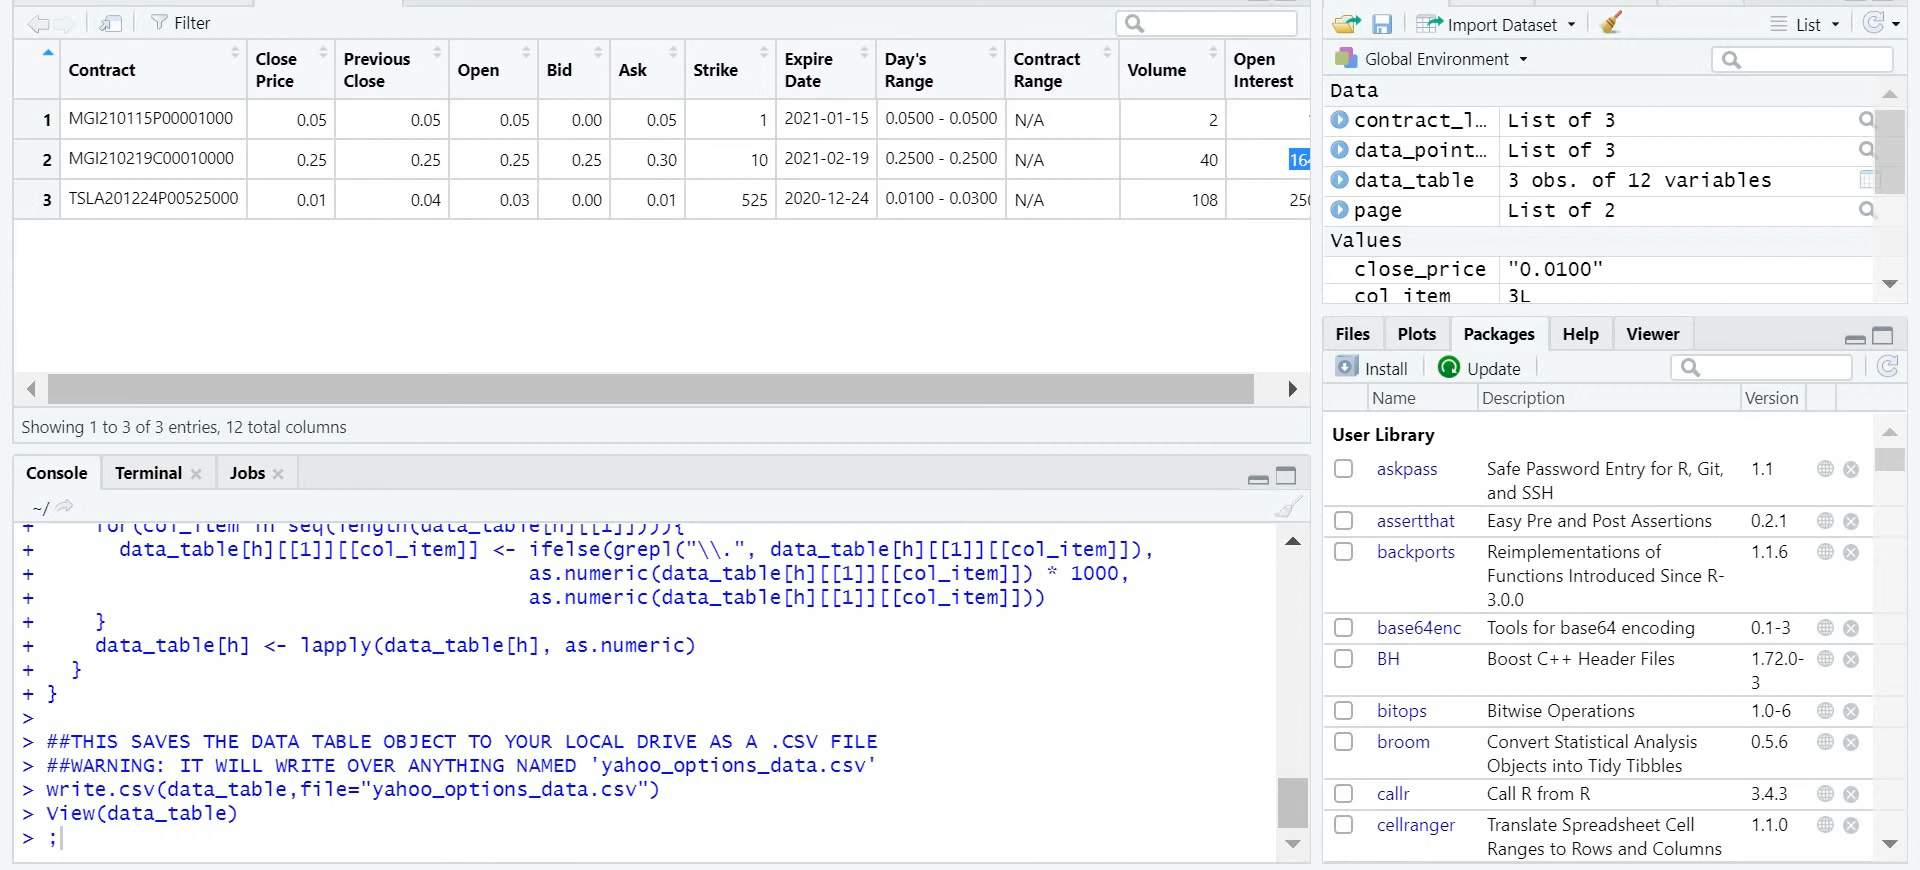 Filter
Contract Close Price Previous Close Open Bid Ask Strike Expire Date Day's Range Contract Range Volume Open Interest
1 MGI210115P00001000 0.05 0.05 0.05 0.00 0.05 1 2021-01-15 0.0500 - 0.0500 N/A 2
2 MGI210219C00010000 0.25 0.25 0.25 0.25 0.30 10 2021-02-19 0.2500 - 0.2500 N/A 40
3 TSLA201224P00525000 0.01 0.04 0.03 0.00 0.01 525 2020-12-24 0.0100 - 0.0300 N/A 108
Showing 1 to 3 of 3 entries, 12 total columns
Console Terminal Jobs
~/
+ for(col_item in seq(length(data_table[h][[1]]))){
+ data_table[h][[1]][[col_item]] <- ifelse(grepl("\\.", data_table[h][[1]][[col_item]]),
+ as.numeric(data_table[h][[1]][[col_item]]) * 1000,
+ as.numeric(data_table[h][[1]][[col_item]]))
+ }
+ data_table[h] <- lapply(data_table[h], as.numeric)
+ }
+ }
>
> ##THIS SAVES THE DATA TABLE OBJECT TO YOUR LOCAL DRIVE AS A .CSV FILE
> ##WARNING: IT WILL WRITE OVER ANYTHING NAMED 'yahoo_options_data.csv'
> write.csv(data_table,file="yahoo_options_data.csv")
> View(data_table)
> ;
Import Dataset List
Global Environment
Data
contract_l… List of 3
data_point… List of 3
data_table 3 obs. of 12 variables
page List of 2
Values
close_price "0.0100"
col_item 3L
Files Plots Packages Help Viewer
Install Update
Name Description Version
User Library
askpass Safe Password Entry for R, Git, 1.1
and SSH
assertthat Easy Pre and Post Assertions 0.2.1
backports Reimplementations of 1.1.6
Functions Introduced Since R-
3.0.0
base64enc Tools for base64 encoding 0.1-3
BH Boost C++ Header Files 1.72.0-
3
bitops Bitwise Operations 1.0-6
broom Convert Statistical Analysis 0.5.6
Objects into Tidy Tibbles
callr Call R from R 3.4.3
cellranger Translate Spreadsheet Cell 1.1.0
Ranges to Rows and Columns